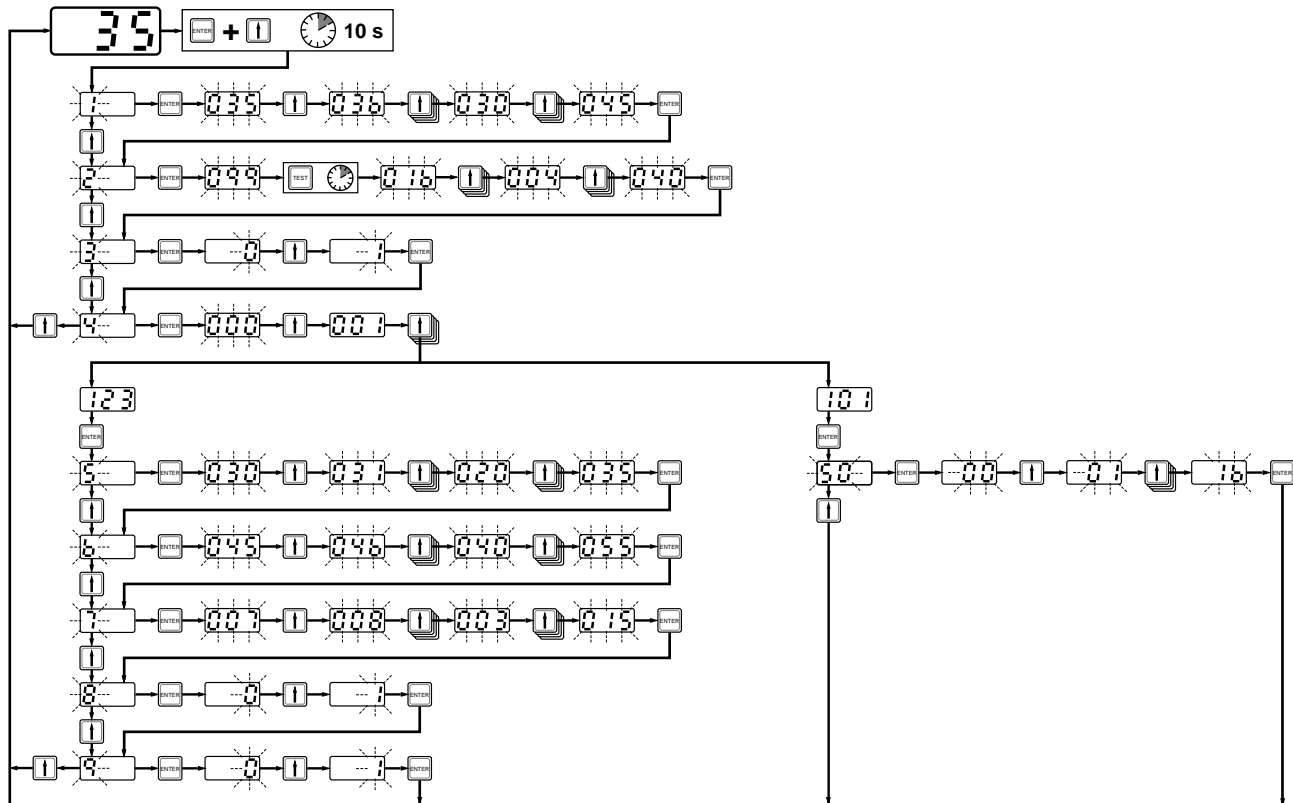 35 ENTER + 10 s
1 ENTER 035 036 030 045 ENTER
2 ENTER 099 TEST 016 004 040 ENTER
3 ENTER 0 1 ENTER
4 ENTER 000 001
123 101
ENTER ENTER
5 ENTER 030 031 020 035 ENTER 50 ENTER 00 01 16 ENTER
6 ENTER 045 046 040 055 ENTER
7 ENTER 007 008 003 015 ENTER
8 ENTER 0 1 ENTER
9 ENTER 0 1 ENTER